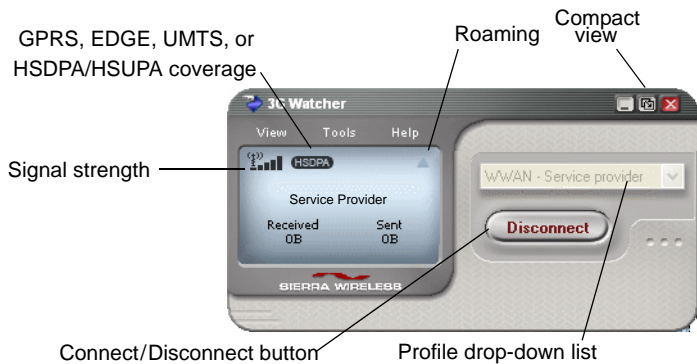 Compact
view
GPRS, EDGE, UMTS, or
HSDPA/HSUPA coverage
Roaming
3G Watcher
View Tools Help
Signal strength
HSDPA
WWAN - Service provider
Service Provider
Received Sent
0B 0B
Disconnect
SIERRA WIRELESS
Connect/Disconnect button
Profile drop-down list